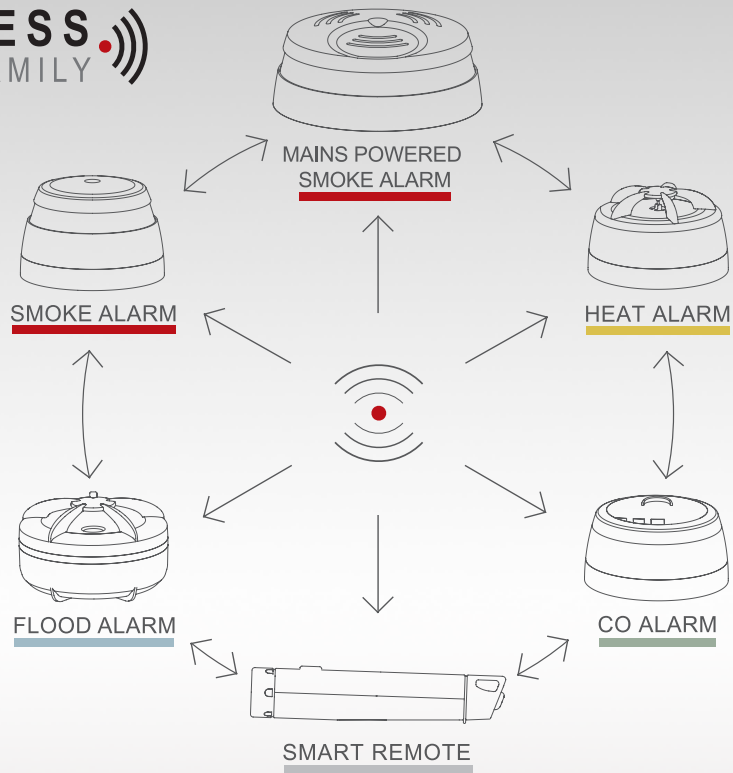 ESS
MILY
MAINS POWERED
SMOKE ALARM
SMOKE ALARM
HEAT ALARM
FLOOD ALARM
CO ALARM
SMART REMOTE